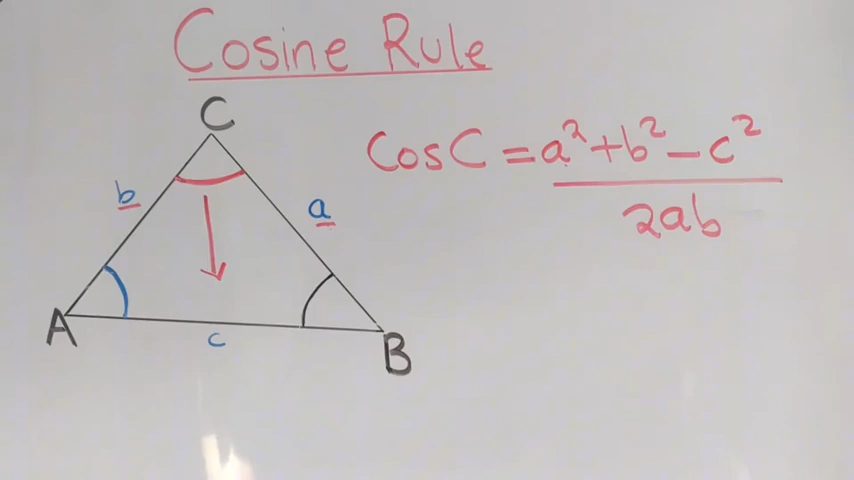 Cosine Rule
C
CosC = a²+b²-c²
2ab
b
a
A
c
B